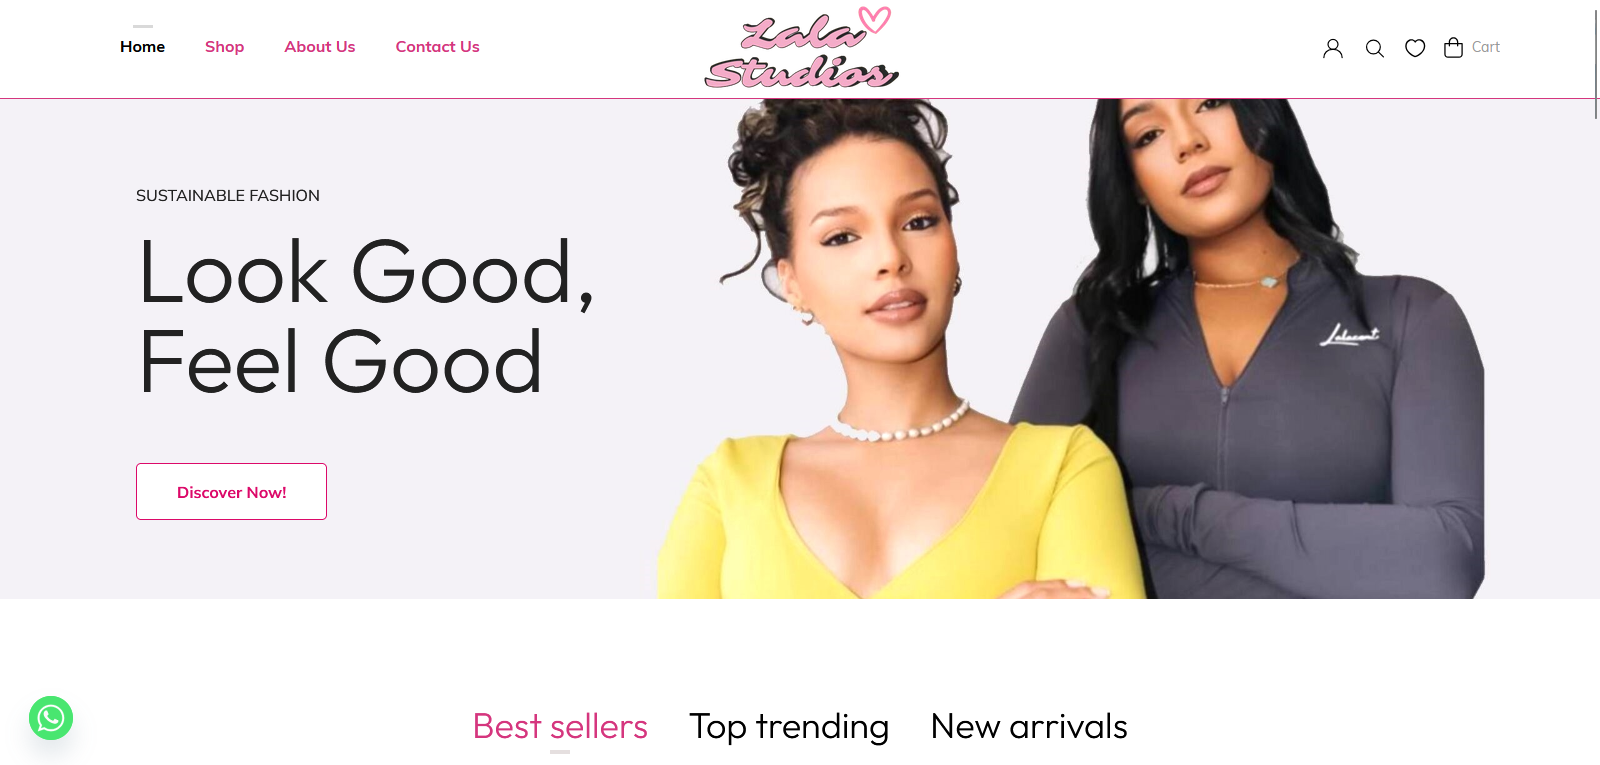 Home
Shop
About Us
Contact Us
Lala
Studios
Cart
SUSTAINABLE FASHION
Look Good,
Feel Good
Discover Now!
Best sellers
Top trending
New arrivals